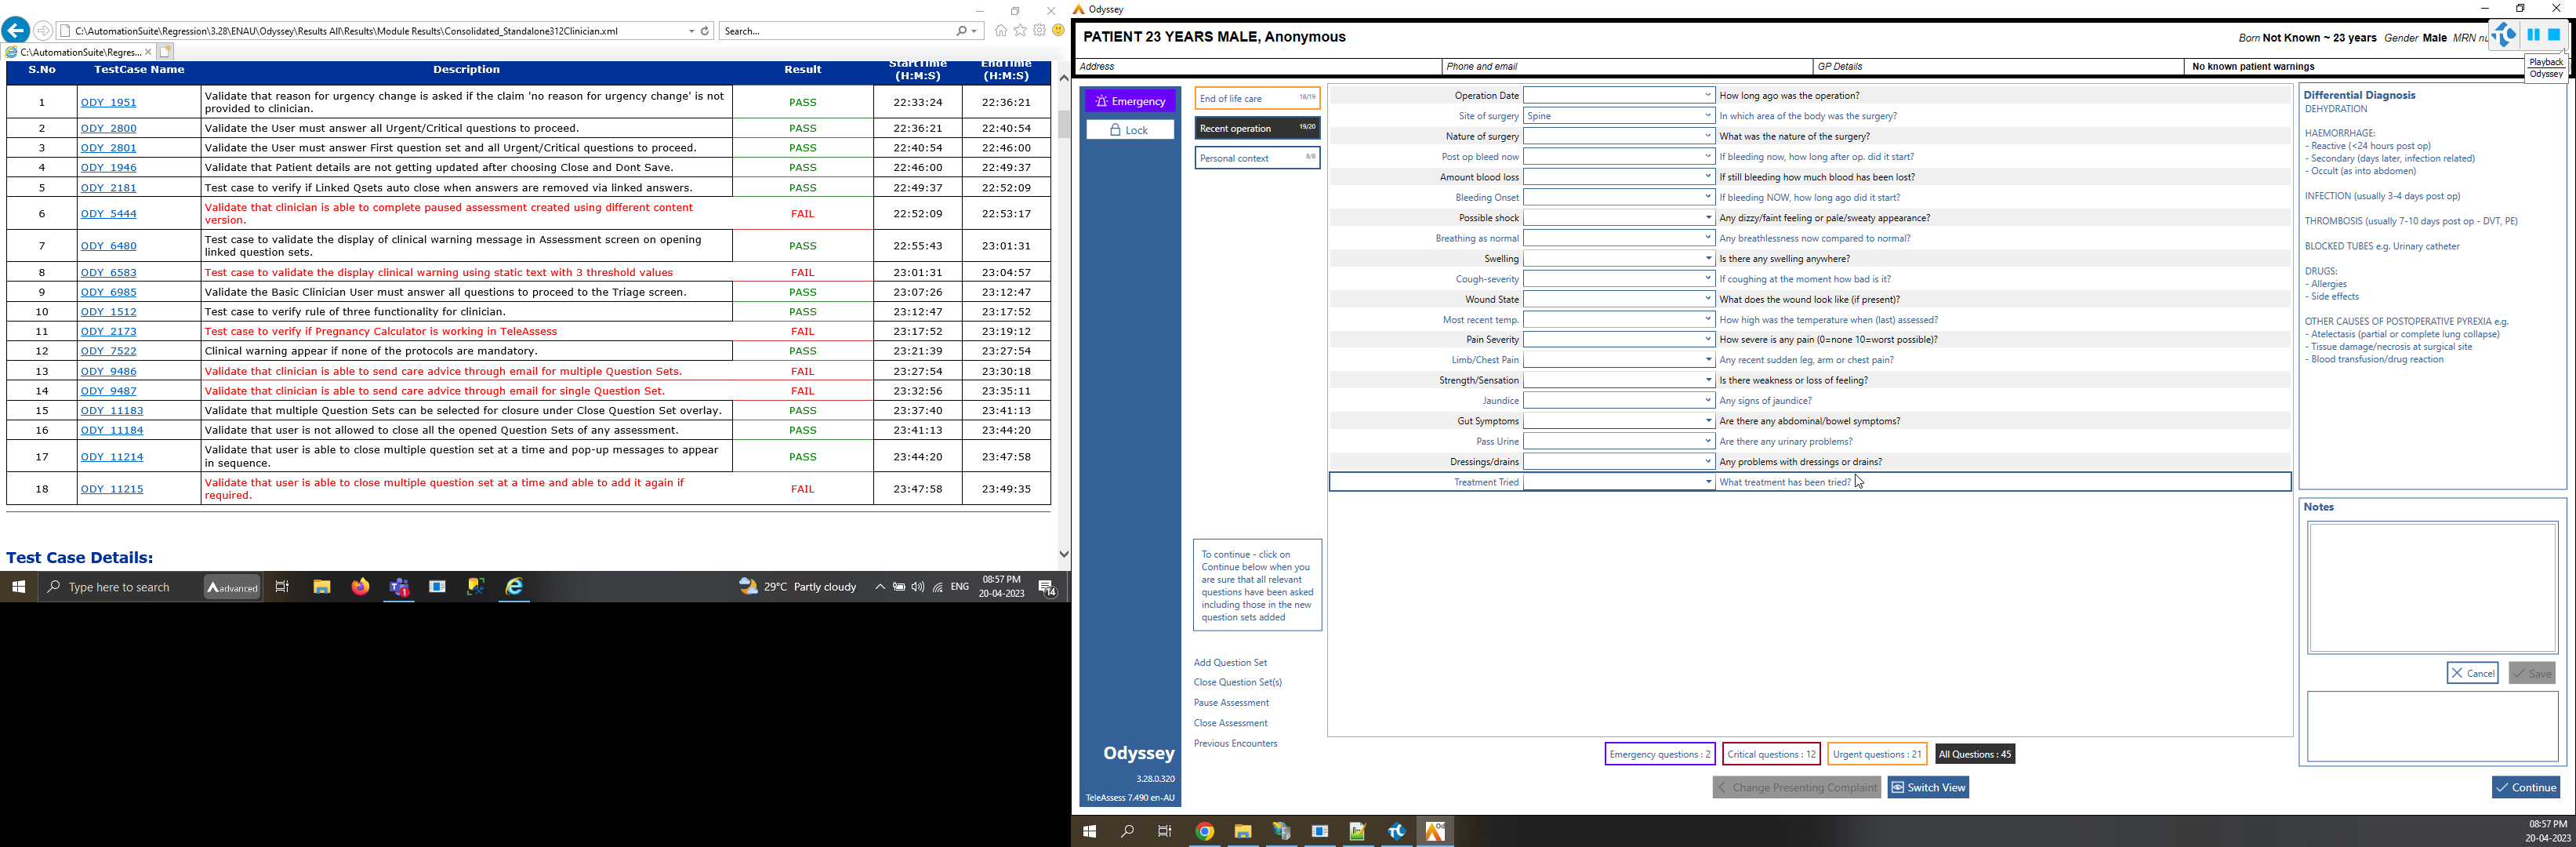 C:\AutomationSuite\Regression\3.28\ENAU\Odyssey\Results All\Results\Module Results\Consolidated_Standalone312Clinician.xml
Search...
C:\AutomationSuite\Regres...
S.No TestCase Name Description Result StartTime (H:M:S) EndTime (H:M:S)
1 ODY_1951 Validate that reason for urgency change is asked if the claim 'no reason for urgency change' is not provided to clinician. PASS 22:33:24 22:36:21
2 ODY_2800 Validate the User must answer all Urgent/Critical questions to proceed. PASS 22:36:21 22:40:54
3 ODY_2801 Validate the User must answer First question set and all Urgent/Critical questions to proceed. PASS 22:40:54 22:46:00
4 ODY_1946 Validate that Patient details are not getting updated after choosing Close and Dont Save. PASS 22:46:00 22:49:37
5 ODY_2181 Test case to verify if Linked Qsets auto close when answers are removed via linked answers. PASS 22:49:37 22:52:09
6 ODY_5444 Validate that clinician is able to complete paused assessment created using different content version. FAIL 22:52:09 22:53:17
7 ODY_6480 Test case to validate the display of clinical warning message in Assessment screen on opening linked question sets. PASS 22:55:43 23:01:31
8 ODY_6583 Test case to validate the display clinical warning using static text with 3 threshold values FAIL 23:01:31 23:04:57
9 ODY_6985 Validate the Basic Clinician User must answer all questions to proceed to the Triage screen. PASS 23:07:26 23:12:47
10 ODY_1512 Test case to verify rule of three functionality for clinician. PASS 23:12:47 23:17:52
11 ODY_2173 Test case to verify if Pregnancy Calculator is working in TeleAssess FAIL 23:17:52 23:19:12
12 ODY_7522 Clinical warning appear if none of the protocols are mandatory. PASS 23:21:39 23:27:54
13 ODY_9486 Validate that clinician is able to send care advice through email for multiple Question Sets. FAIL 23:27:54 23:30:18
14 ODY_9487 Validate that clinician is able to send care advice through email for single Question Set. FAIL 23:32:56 23:35:11
15 ODY_11183 Validate that multiple Question Sets can be selected for closure under Close Question Set overlay. PASS 23:37:40 23:41:13
16 ODY_11184 Validate that user is not allowed to close all the opened Question Sets of any assessment. PASS 23:41:13 23:44:20
17 ODY_11214 Validate that user is able to close multiple question set at a time and pop-up messages to appear in sequence. PASS 23:44:20 23:47:58
18 ODY_11215 Validate that user is able to close multiple question set at a time and able to add it again if required. FAIL 23:47:58 23:49:35
Test Case Details:
Type here to search
advanced
1
29°C Partly cloudy
ENG
08:57 PM
20-04-2023
14
Odyssey
PATIENT 23 YEARS MALE, Anonymous
Born Not Known ~ 23 years Gender Male MRN nu
Address
Phone and email
GP Details
No known patient warnings
Playback
Odyssey
Emergency
Lock
End of life care 18/19
Recent operation 19/20
Personal context 8/8
Operation Date How long ago was the operation?
Site of surgery Spine In which area of the body was the surgery?
Nature of surgery What was the nature of the surgery?
Post op bleed now If bleeding now, how long after op. did it start?
Amount blood loss If still bleeding how much blood has been lost?
Bleeding Onset If bleeding NOW, how long ago did it start?
Possible shock Any dizzy/faint feeling or pale/sweaty appearance?
Breathing as normal Any breathlessness now compared to normal?
Swelling Is there any swelling anywhere?
Cough-severity If coughing at the moment how bad is it?
Wound State What does the wound look like (if present)?
Most recent temp. How high was the temperature when (last) assessed?
Pain Severity How severe is any pain (0=none 10=worst possible)?
Limb/Chest Pain Any recent sudden leg, arm or chest pain?
Strength/Sensation Is there weakness or loss of feeling?
Jaundice Any signs of jaundice?
Gut Symptoms Are there any abdominal/bowel symptoms?
Pass Urine Are there any urinary problems?
Dressings/drains Any problems with dressings or drains?
Treatment Tried What treatment has been tried?
To continue - click on
Continue below when you
are sure that all relevant
questions have been asked
including those in the new
question sets added
Add Question Set
Close Question Set(s)
Pause Assessment
Close Assessment
Previous Encounters
Odyssey
3.28.0.320
TeleAssess 7.490 en-AU
Emergency questions : 2
Critical questions : 12
Urgent questions : 21
All Questions : 45
Change Presenting Complaint
Switch View
Differential Diagnosis
DEHYDRATION
HAEMORRHAGE:
- Reactive (<24 hours post op)
- Secondary (days later, infection related)
- Occult (as into abdomen)
INFECTION (usually 3-4 days post op)
THROMBOSIS (usually 7-10 days post op - DVT, PE)
BLOCKED TUBES e.g. Urinary catheter
DRUGS:
- Allergies
- Side effects
OTHER CAUSES OF POSTOPERATIVE PYREXIA e.g.
- Atelectasis (partial or complete lung collapse)
- Tissue damage/necrosis at surgical site
- Blood transfusion/drug reaction
Notes
Cancel
Save
Continue
08:57 PM
20-04-2023